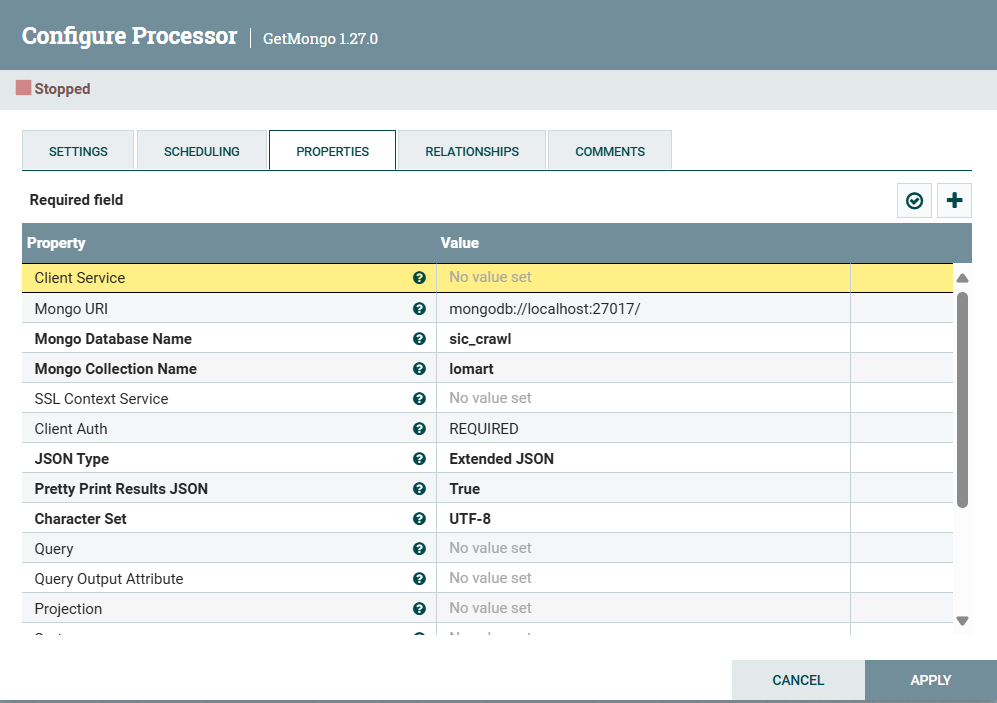 Configure Processor | GetMongo 1.27.0
Stopped
SETTINGS SCHEDULING PROPERTIES RELATIONSHIPS COMMENTS
Required field
Property Value
Client Service ? No value set
Mongo URI ? mongodb://localhost:27017/
Mongo Database Name ? sic_crawl
Mongo Collection Name ? lomart
SSL Context Service ? No value set
Client Auth ? REQUIRED
JSON Type ? Extended JSON
Pretty Print Results JSON ? True
Character Set ? UTF-8
Query ? No value set
Query Output Attribute ? No value set
Projection ? No value set
CANCEL APPLY